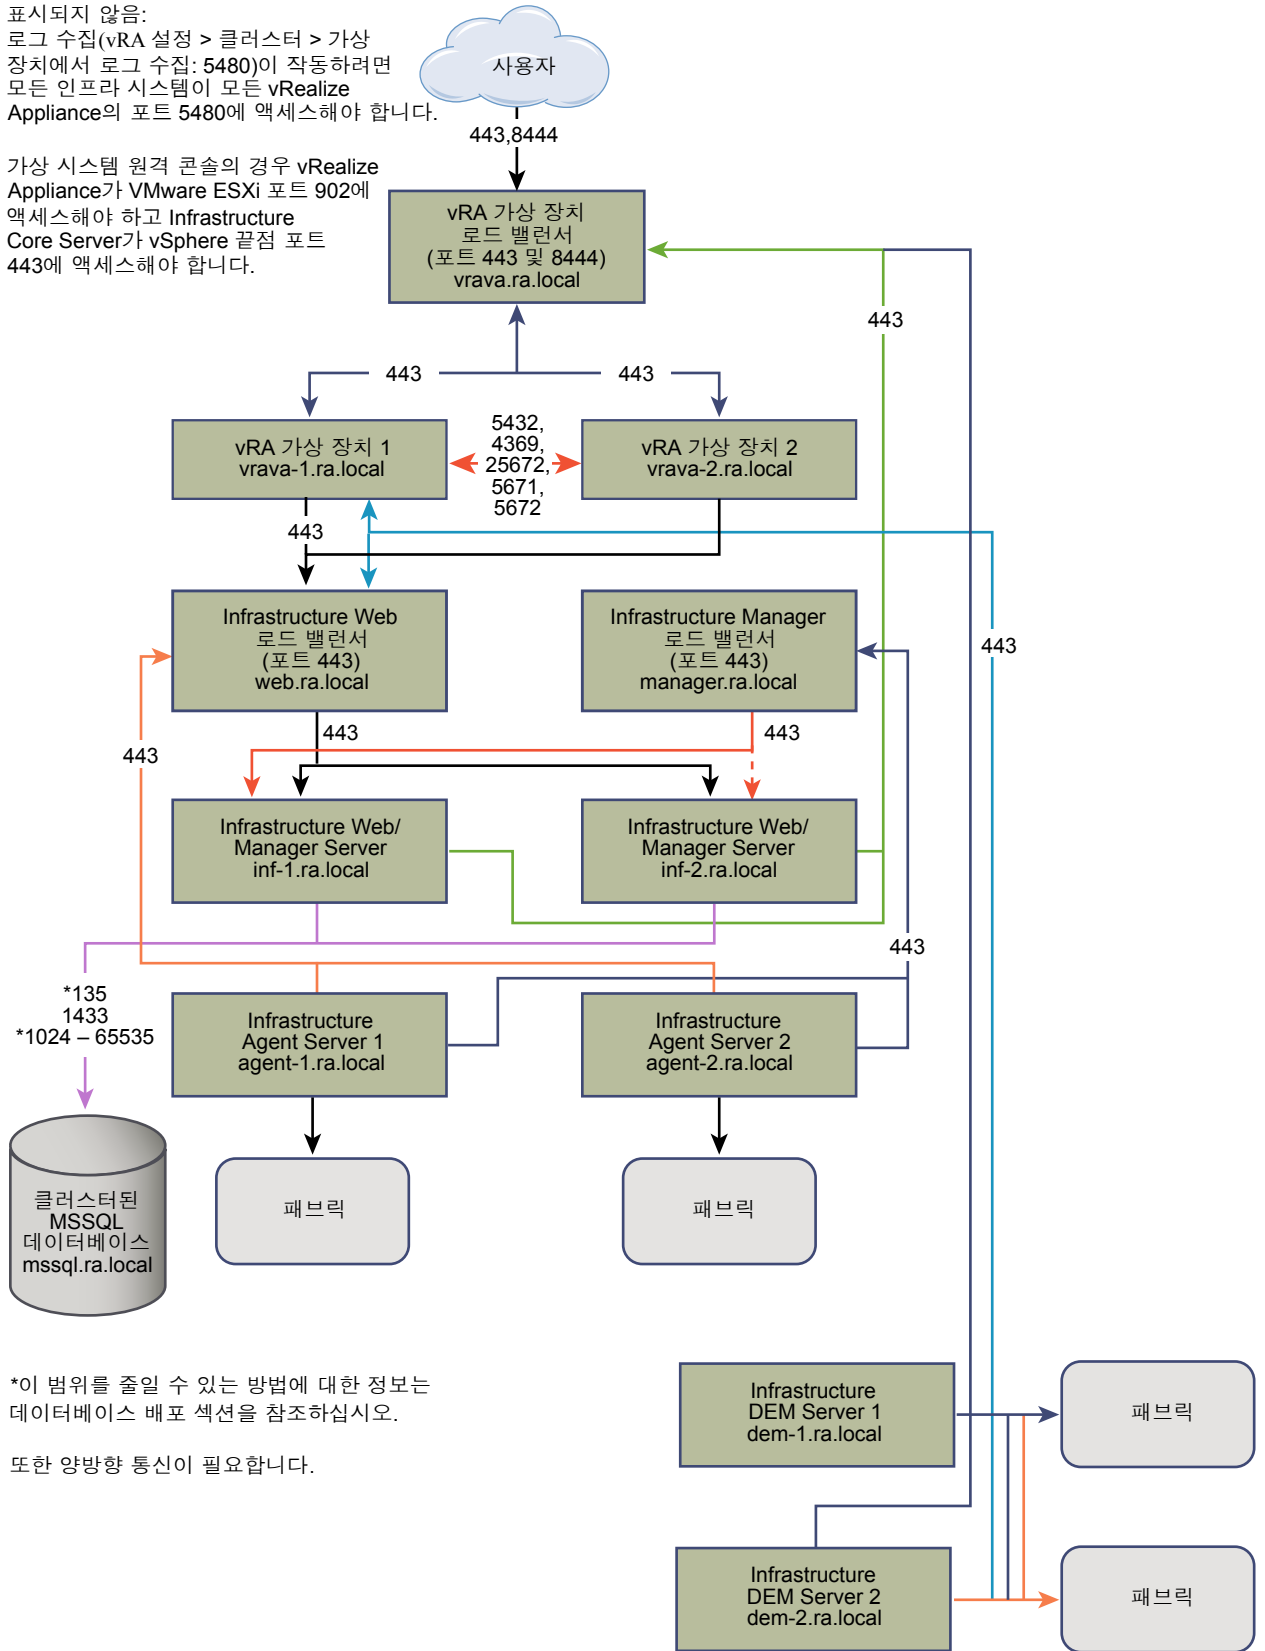 표시되지 않음:
로그 수집(vRA 설정 > 클러스터 > 가상
장치에서 로그 수집: 5480)이 작동하려면
모든 인프라 시스템이 모든 vRealize
Appliance의 포트 5480에 액세스해야 합니다.
가상 시스템 원격 콘솔의 경우 vRealize
Appliance가 VMware ESXi 포트 902에
액세스해야 하고 Infrastructure
Core Server가 vSphere 끝점 포트
443에 액세스해야 합니다.
사용자
443,8444
vRA 가상 장치
로드 밸런서
(포트 443 및 8444)
vrava.ra.local
443
443
443
vRA 가상 장치 1
vrava-1.ra.local
5432,
4369,
25672,
5671,
5672
vRA 가상 장치 2
vrava-2.ra.local
443
Infrastructure Web
로드 밸런서
(포트 443)
web.ra.local
Infrastructure Manager
로드 밸런서
(포트 443)
manager.ra.local
443
443
443
443
Infrastructure Web/
Manager Server
inf-1.ra.local
Infrastructure Web/
Manager Server
inf-2.ra.local
443
*135
1433
*1024 – 65535
Infrastructure
Agent Server 1
agent-1.ra.local
Infrastructure
Agent Server 2
agent-2.ra.local
클러스터된
MSSQL
데이터베이스
mssql.ra.local
패브릭
패브릭
*이 범위를 줄일 수 있는 방법에 대한 정보는
데이터베이스 배포 섹션을 참조하십시오.
또한 양방향 통신이 필요합니다.
Infrastructure
DEM Server 1
dem-1.ra.local
패브릭
Infrastructure
DEM Server 2
dem-2.ra.local
패브릭